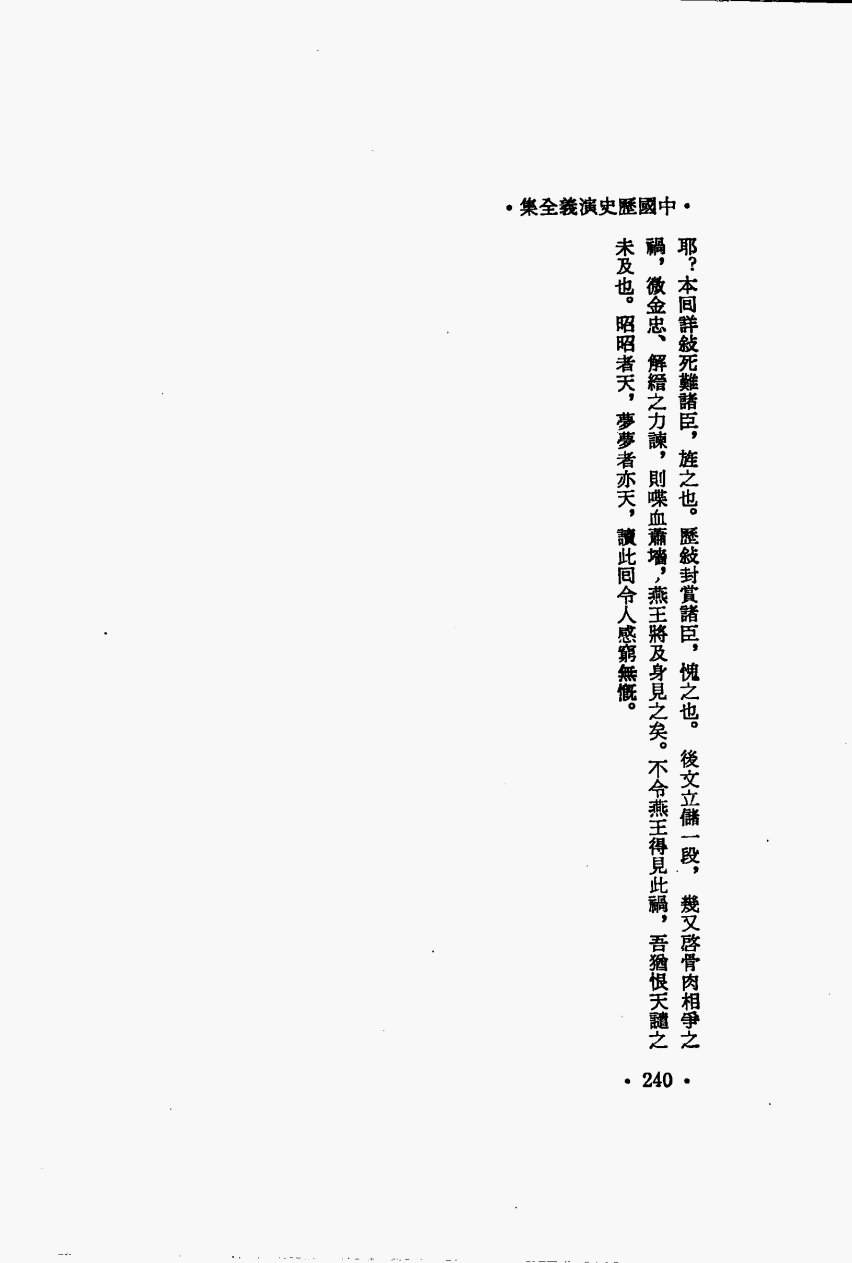 •中國歷史演義全集•
耶？本囘詳敍死難諸臣，旌之也。歷敍封賞諸臣，愧之也。後文立儲一段，幾又啓骨肉相爭之
禍，微金忠、解縉之力諫，則喋血蕭墻，燕王將及身見之矣。不令燕王得見此禍，吾猶恨天譴之
未及也。昭昭者天，夢夢者亦天，讀此囘令人感窮無慨。
•240•